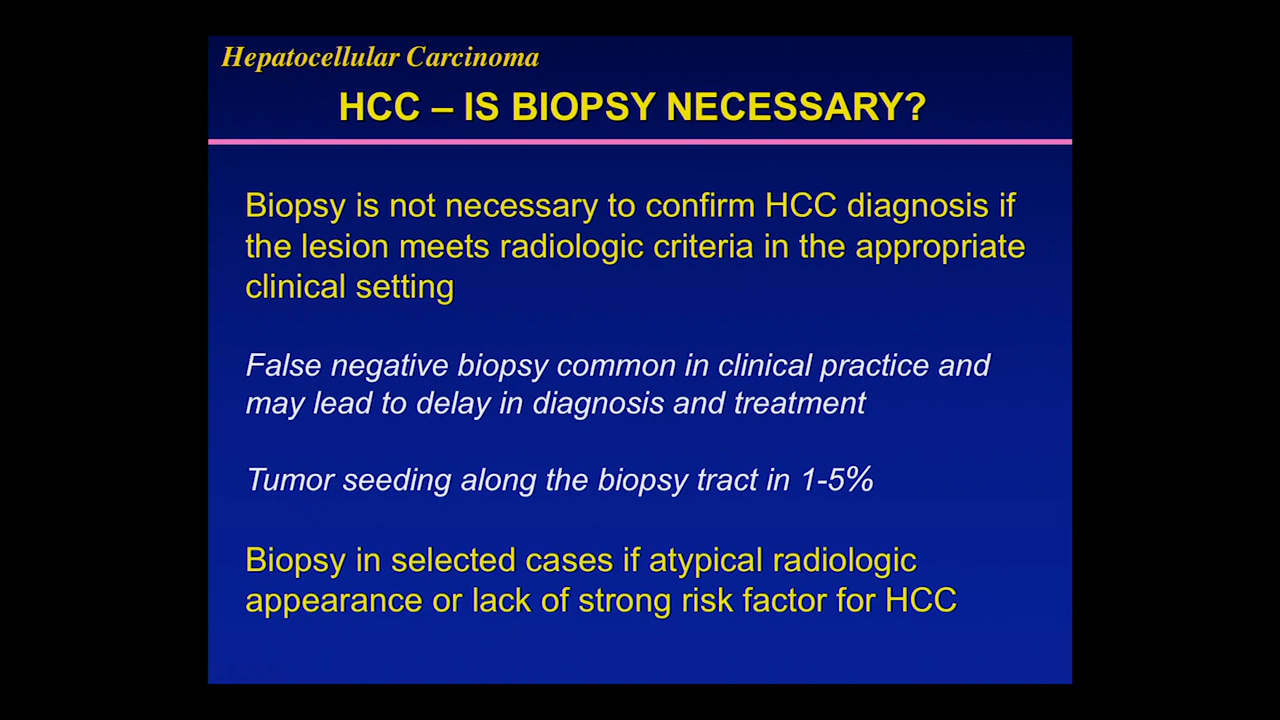 Hepatocellular Carcinoma
HCC – IS BIOPSY NECESSARY?
Biopsy is not necessary to confirm HCC diagnosis if
the lesion meets radiologic criteria in the appropriate
clinical setting
False negative biopsy common in clinical practice and
may lead to delay in diagnosis and treatment
Tumor seeding along the biopsy tract in 1-5%
Biopsy in selected cases if atypical radiologic
appearance or lack of strong risk factor for HCC